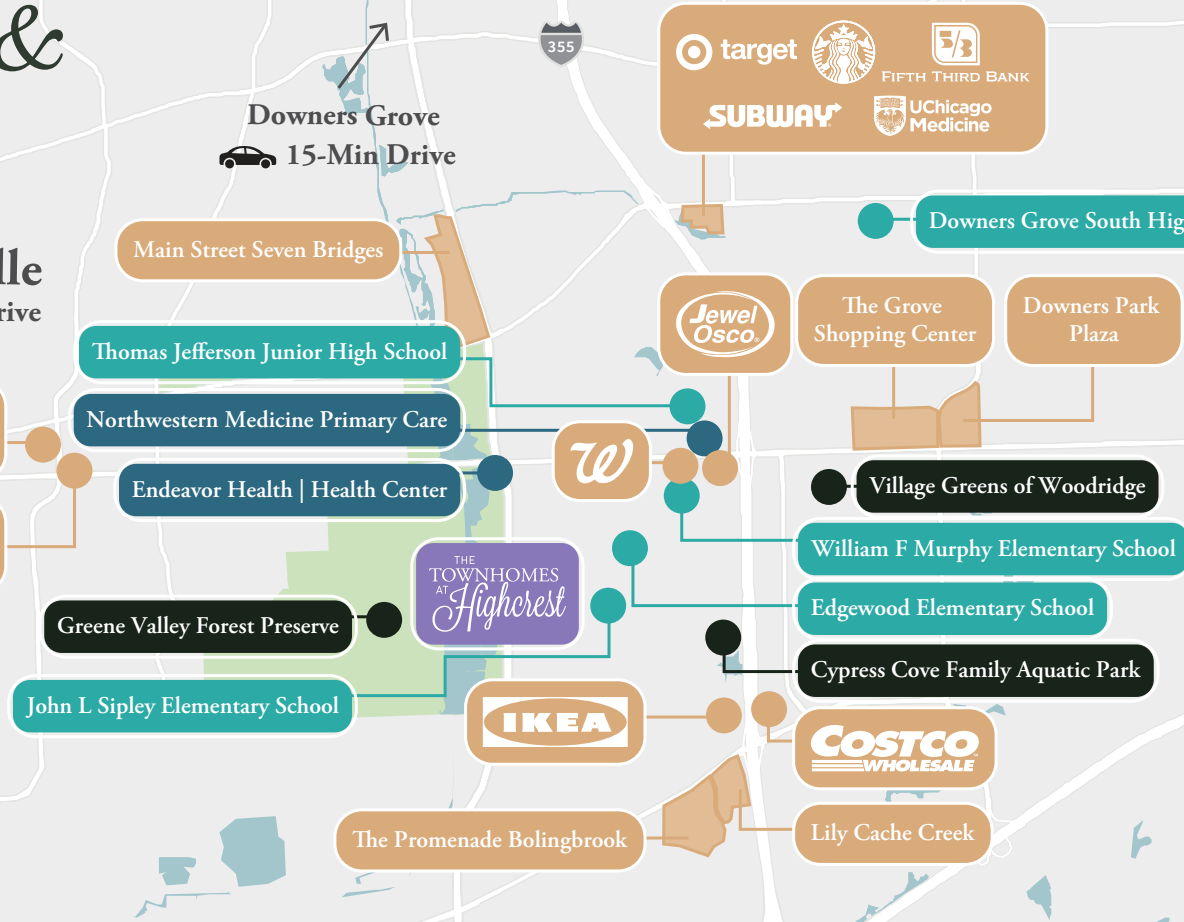 &
355
target
FIFTH THIRD BANK
SUBWAY
UChicago
Medicine
Downers Grove
15-Min Drive
Downers Grove South Hig
Main Street Seven Bridges
lle
rive
Jewel
Osco
The Grove
Shopping Center
Downers Park
Plaza
Thomas Jefferson Junior High School
Northwestern Medicine Primary Care
W
Endeavor Health | Health Center
Village Greens of Woodridge
William F Murphy Elementary School
THE
TOWNHOMES
AT Highcrest
Edgewood Elementary School
Greene Valley Forest Preserve
Cypress Cove Family Aquatic Park
John L Sipley Elementary School
IKEA
COSTCO
WHOLESALE
The Promenade Bolingbrook
Lily Cache Creek